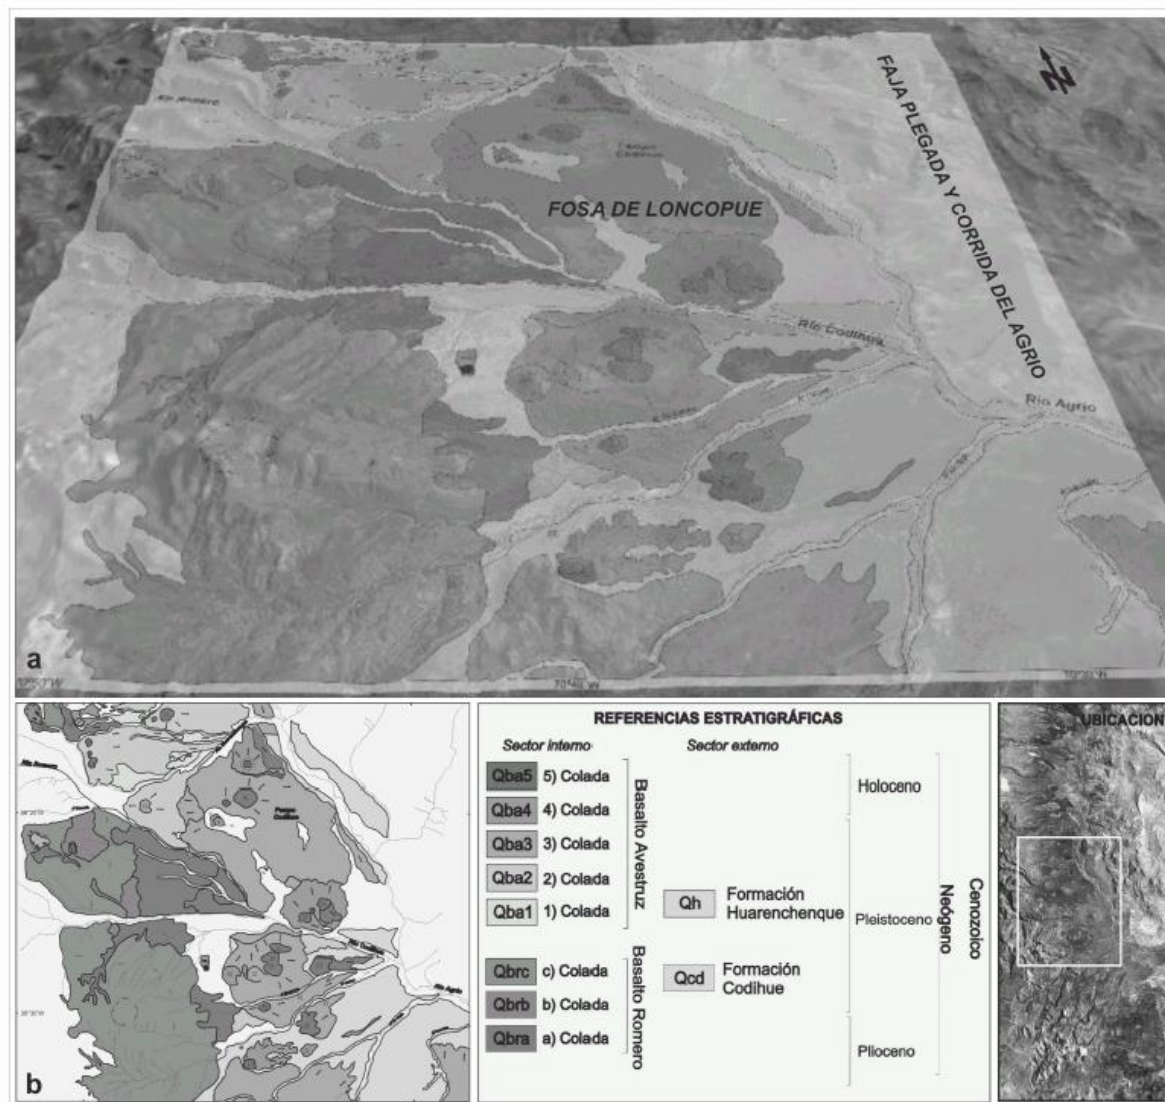 N
FAJA PLEGADA Y CORRIDA DEL AGRIO
FOSA DE LONCOPUE
Río Codihue
Río Agrio
a
70°40' W
b
Río Agrio
REFERENCIAS ESTRATIGRÁFICAS
Sector interno
Sector externo
Qba5 5) Colada
Qba4 4) Colada
Qba3 3) Colada
Qba2 2) Colada
Qba1 1) Colada
Basalto Avestruz
Qbrc c) Colada
Qbrb b) Colada
Qbra a) Colada
Basalto Romero
Qh Formación
Huarenchenque
Qcd Formación
Codihue
Holoceno
Pleistoceno
Plioceno
Neógeno
Cenozoico
UBICACION